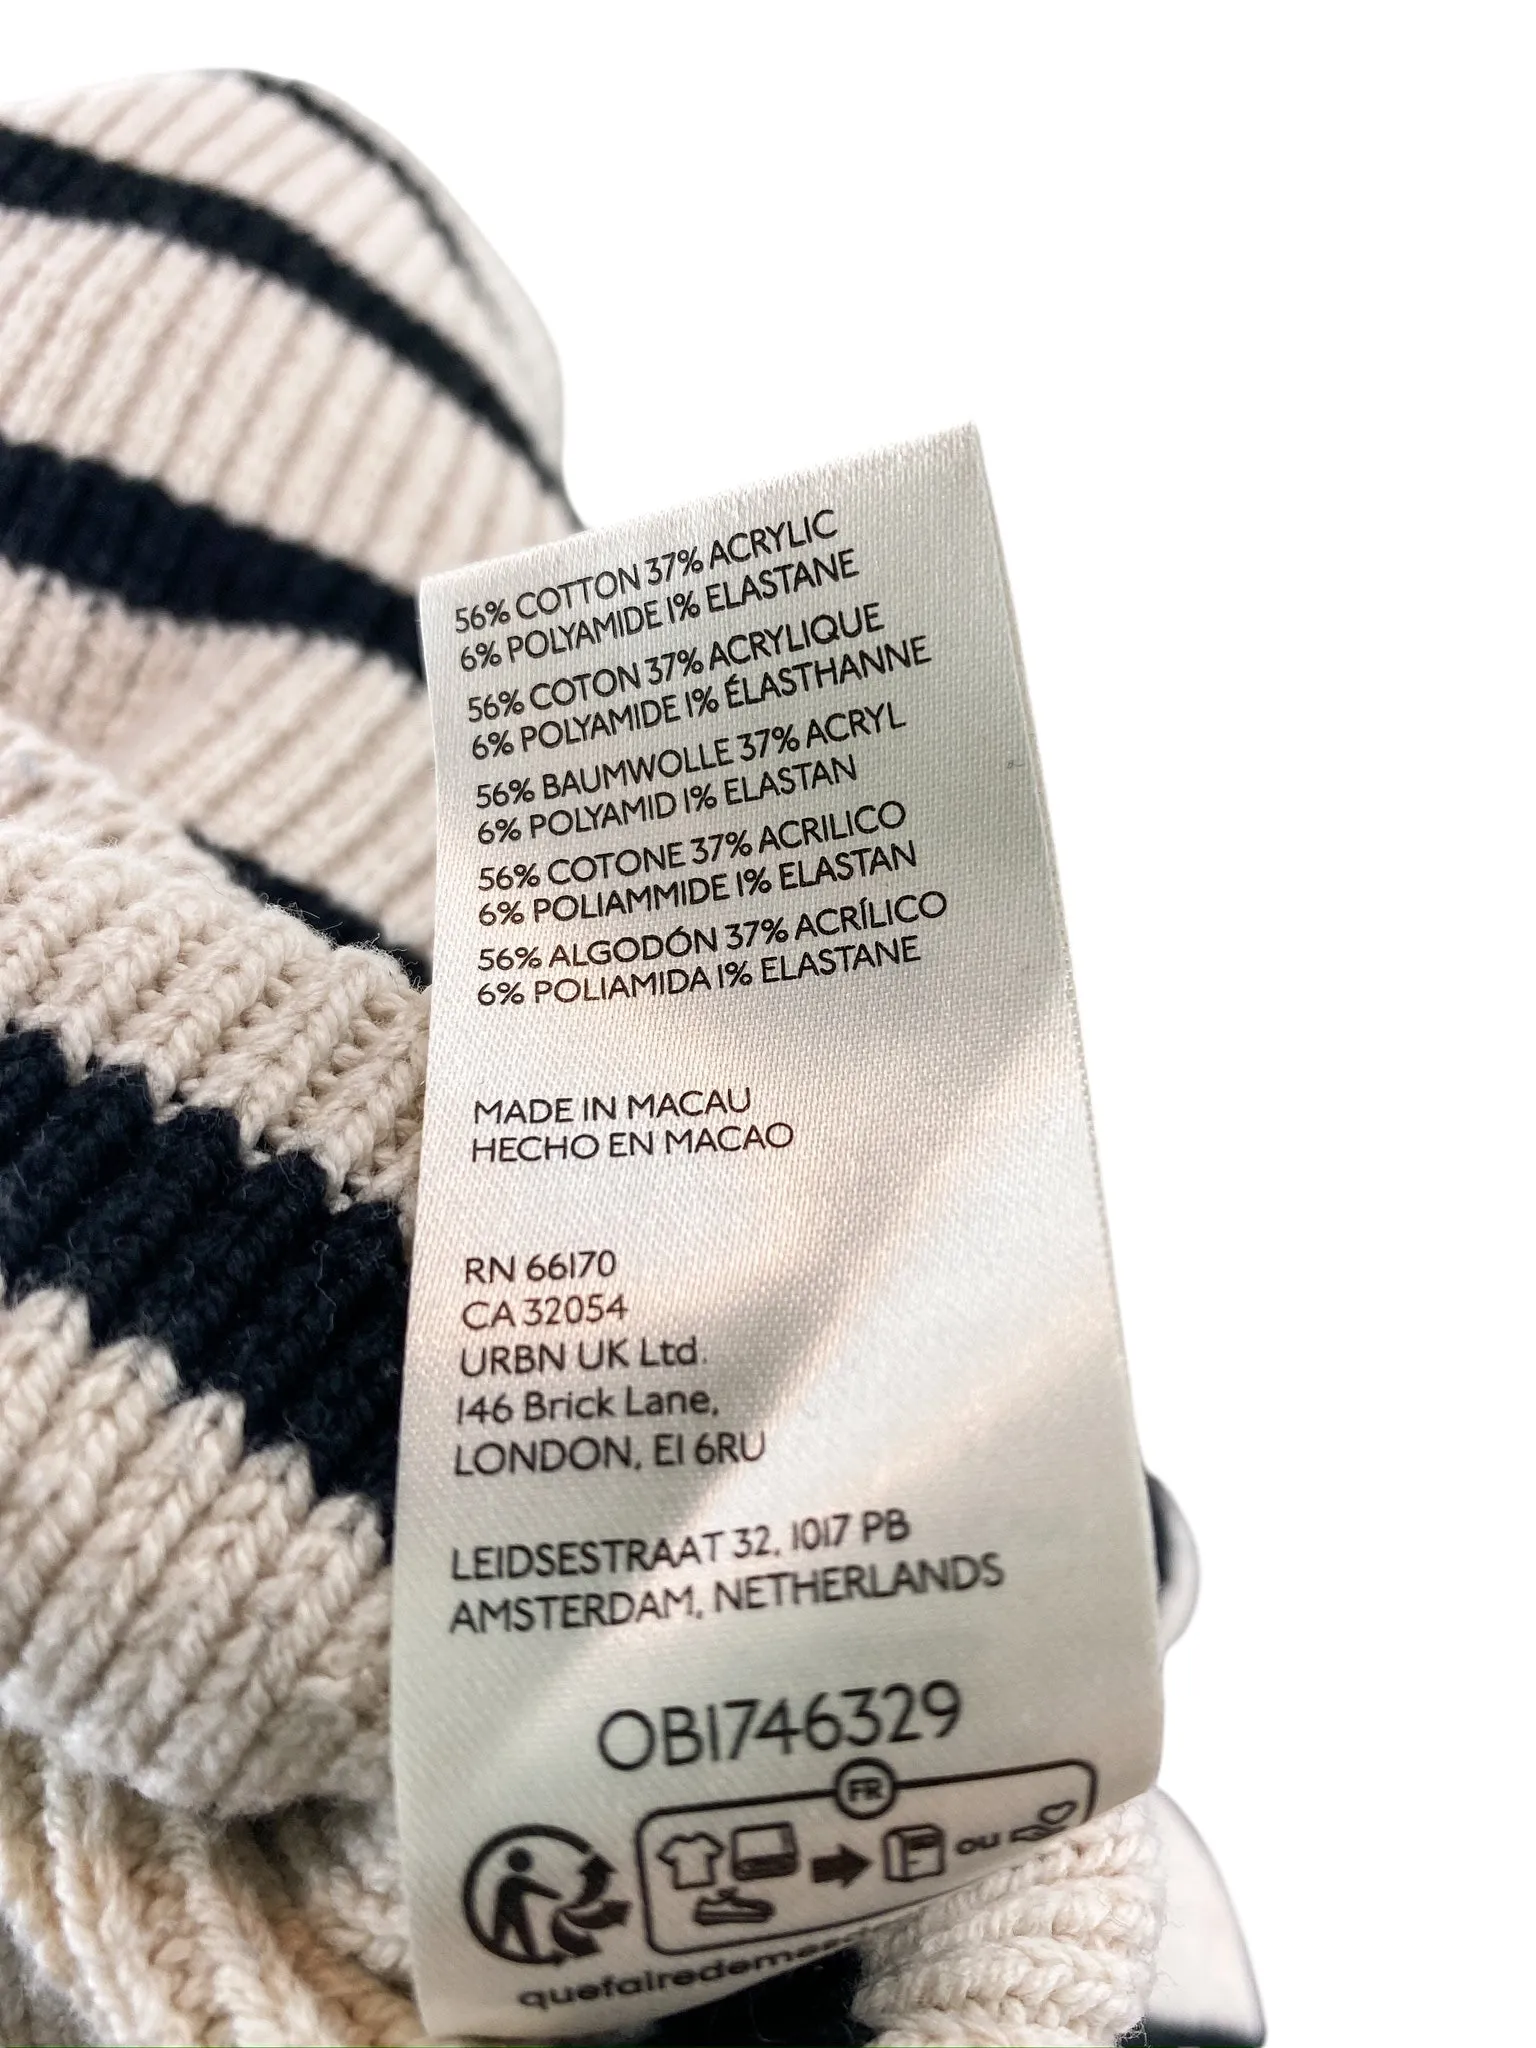 56% COTTON 37% ACRYLIC
6% POLYAMIDE 1% ELASTANE
56% COTON 37% ACRYLIQUE
6% POLYAMIDE 1% ÉLASTHANNE
56% BAUMWOLLE 37% ACRYL
6% POLYAMID 1% ELASTAN
56% COTONE 37% ACRILICO
6% POLIAMMIDE 1% ELASTAN
56% ALGODÓN 37% ACRÍLICO
6% POLIAMIDA 1% ELASTANE
MADE IN MACAU
HECHO EN MACAO
RN 66170
CA 32054
URBN UK Ltd.
146 Brick Lane,
LONDON, E1 6RU
LEIDSESTRAAT 32, 1017 PB
AMSTERDAM, NETHERLANDS
OB1746329
FR
ou